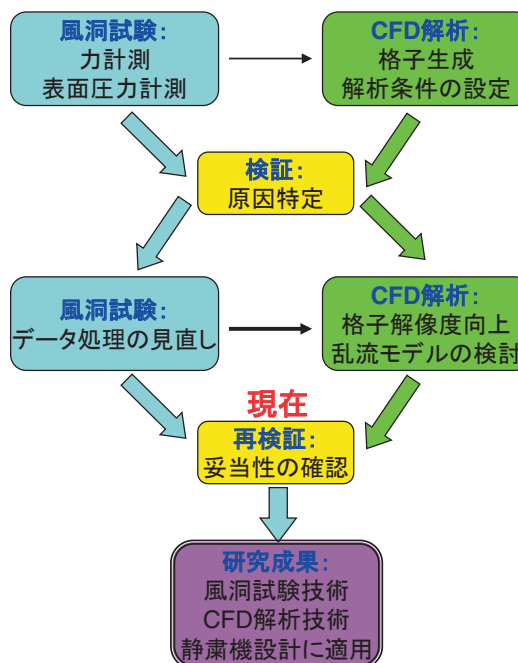 風洞試験:
力計測
表面圧力計測
CFD解析:
格子生成
解析条件の設定
検証:
原因特定
風洞試験:
データ処理の見直し
CFD解析:
格子解像度向上
乱流モデルの検討
現在
再検証:
妥当性の確認
研究成果:
風洞試験技術
CFD解析技術
静粛機設計に適用